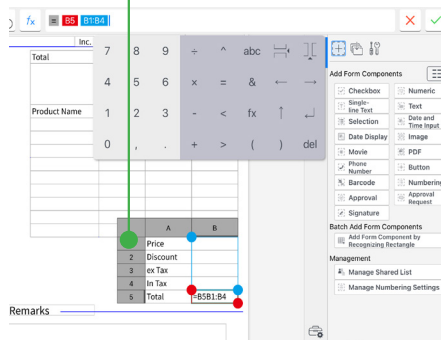 fx = B5 B1:B4
Inc.
Total
7 8 9 ÷ ^ abc
4 5 6 × = & ← →
1 2 3 - < fx ↑
0 , . + > ( ) del
Product Name
A B
Price
2 Discount
3 ex Tax
4 In Tax
5 Total =B5B1:B4
Remarks
Add Form Components
Checkbox Numeric
Single-line Text Text
Selection Date and Time Input
Date Display Image
Movie PDF
Phone Number Button
Barcode Numbering
Approval Approval Request
Signature
Batch Add Form Components
Add Form Component by
Recognizing Rectangle
Management
Manage Shared List
Manage Numbering Settings